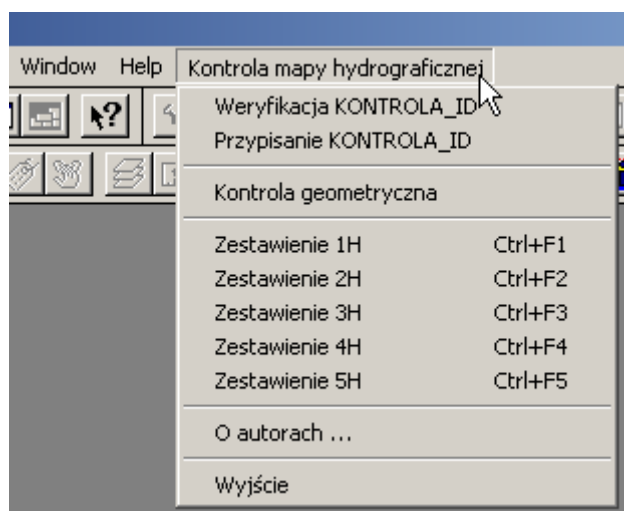 Window Help Kontrola mapy hydrograficznej
Weryfikacja KONTROLA_ID
Przypisanie KONTROLA_ID
Kontrola geometryczna
Zestawienie 1H Ctrl+F1
Zestawienie 2H Ctrl+F2
Zestawienie 3H Ctrl+F3
Zestawienie 4H Ctrl+F4
Zestawienie 5H Ctrl+F5
O autorach ...
Wyjście